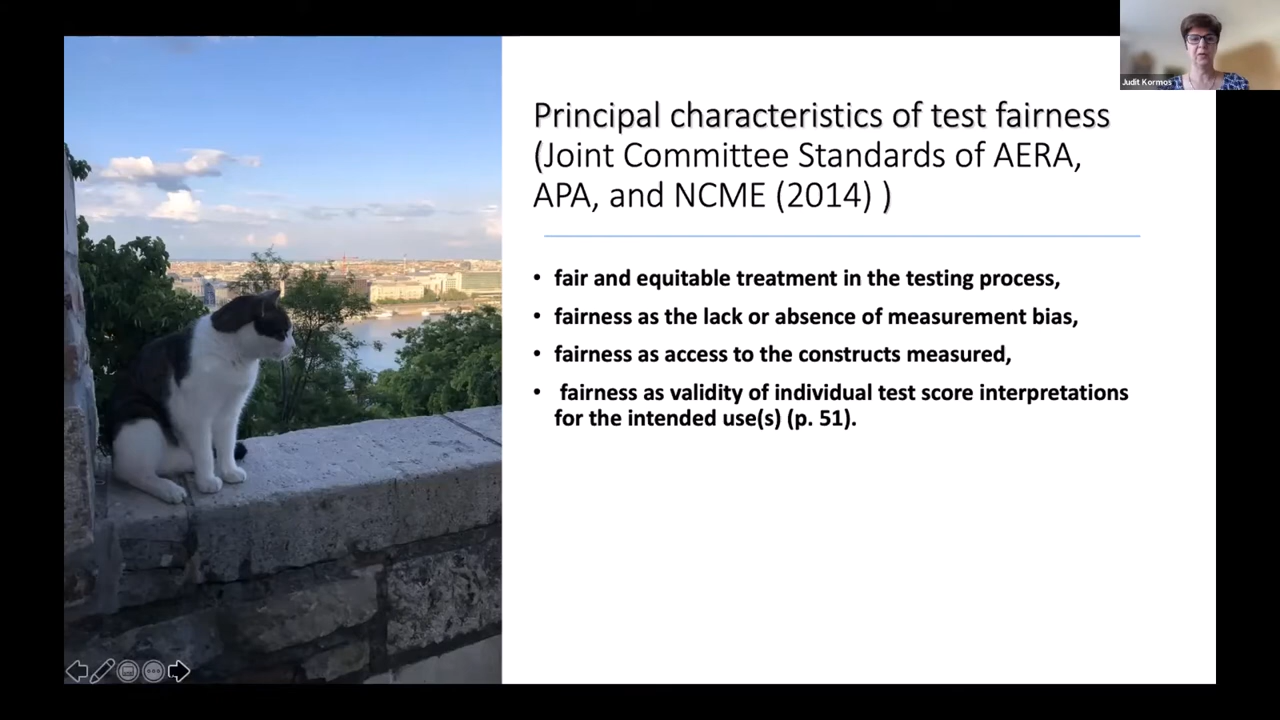 Judit Kormos
Principal characteristics of test fairness
(Joint Committee Standards of AERA,
APA, and NCME (2014) )
• fair and equitable treatment in the testing process,
• fairness as the lack or absence of measurement bias,
• fairness as access to the constructs measured,
• fairness as validity of individual test score interpretations
for the intended use(s) (p. 51).